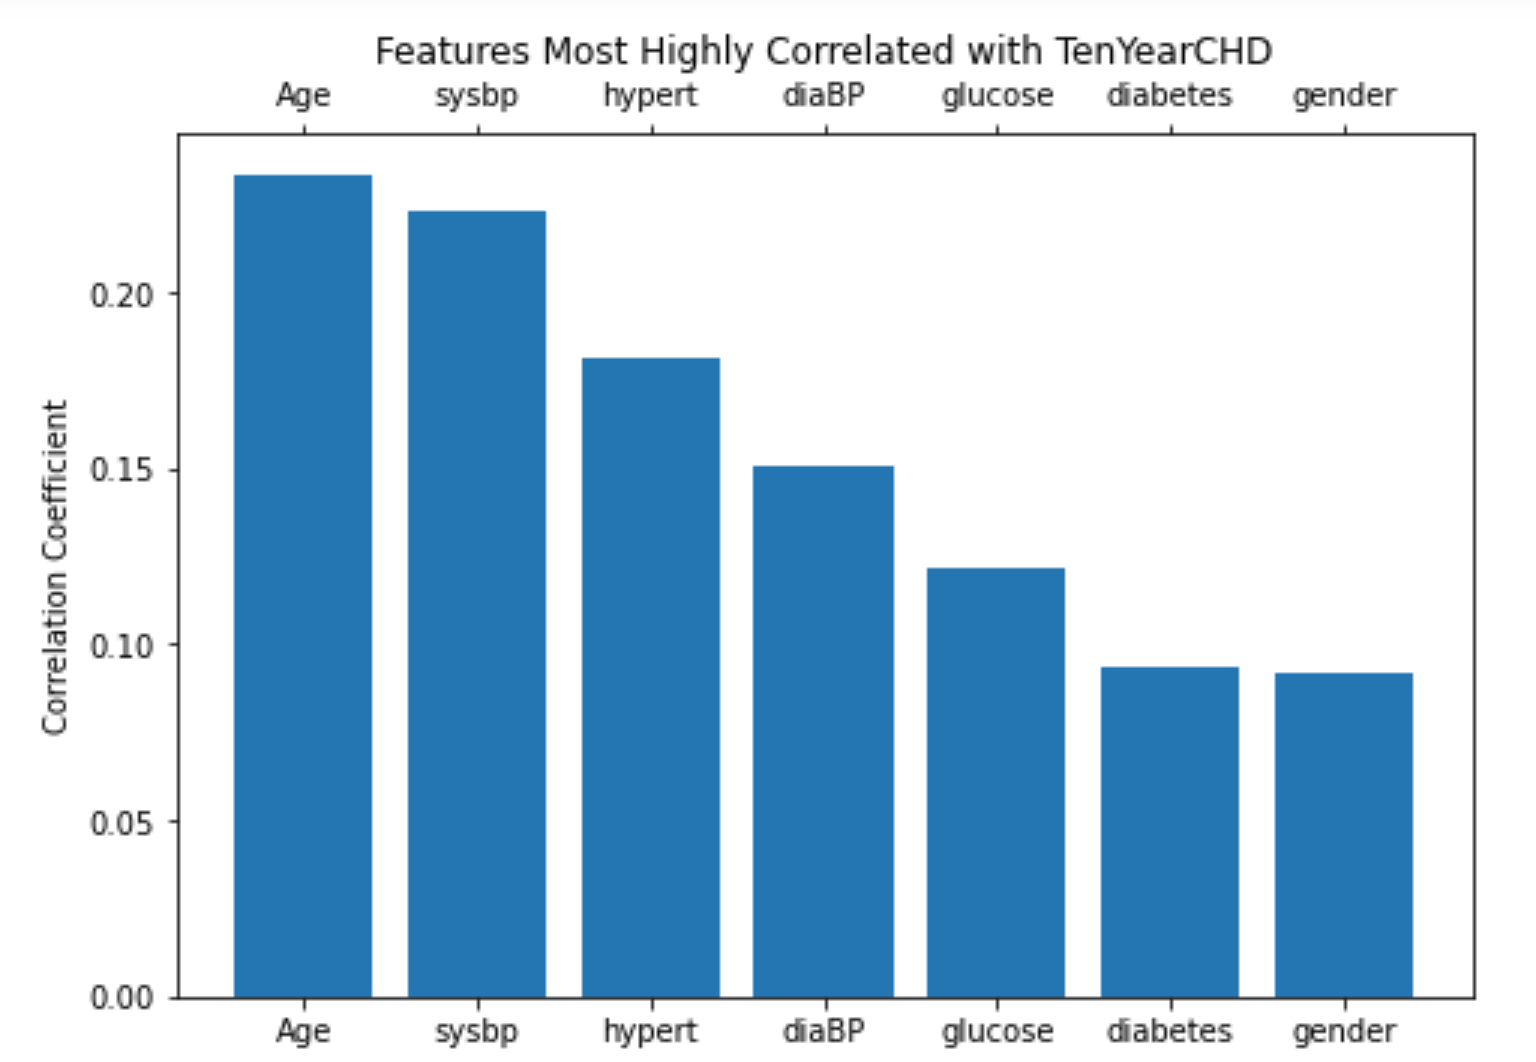 Features Most Highly Correlated with TenYearCHD
Age sysbp hypert diaBP glucose diabetes gender
0.20
0.15
0.10
0.05
0.00
Correlation Coefficient
Age sysbp hypert diaBP glucose diabetes gender